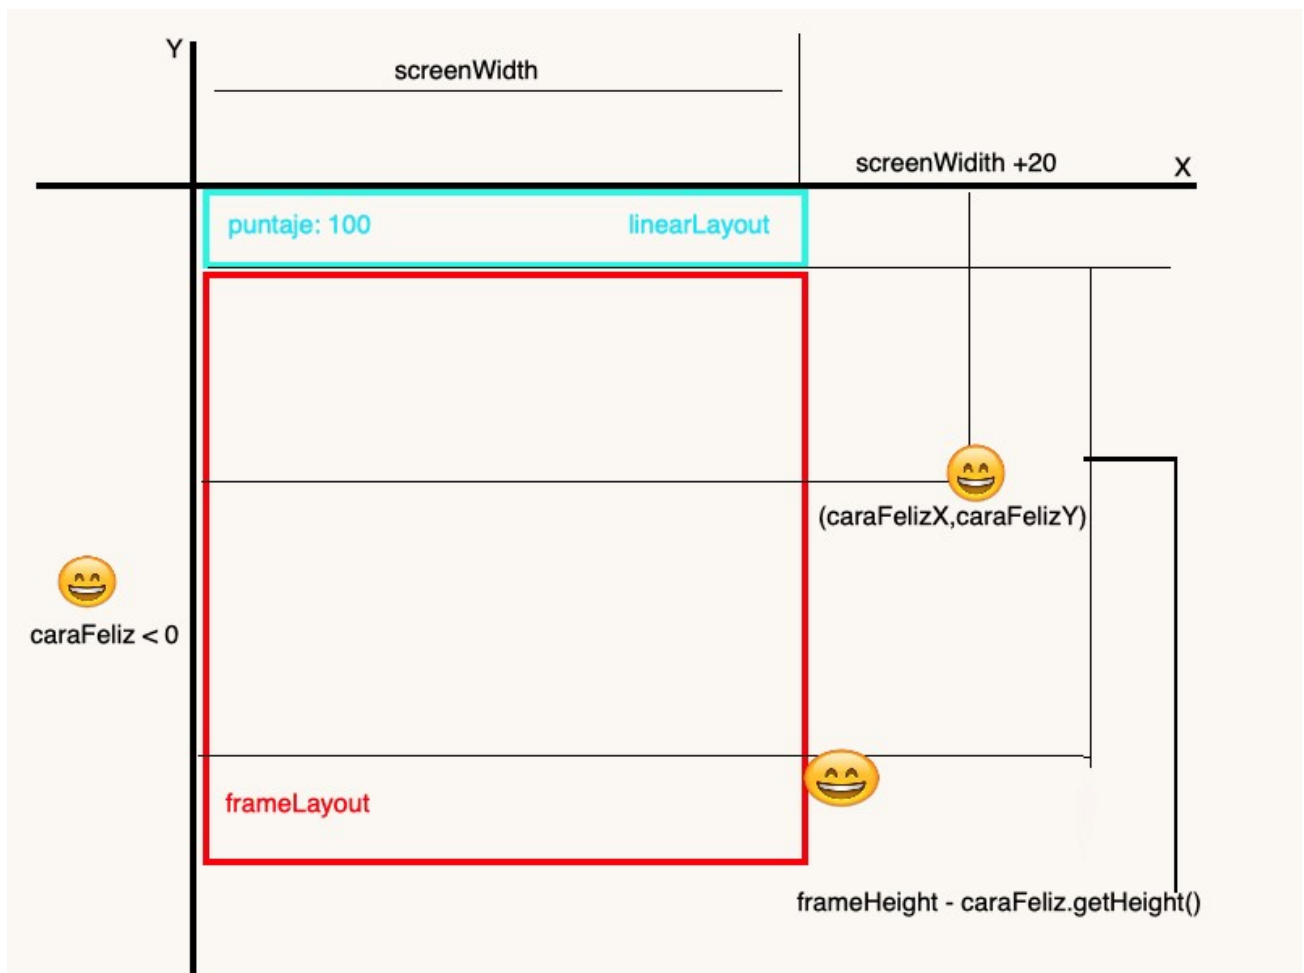 Y
screenWidth
screenWidith +20
X
puntaje: 100
linearLayout
(caraFelizX,caraFelizY)
caraFeliz < 0
frameLayout
frameHeight - caraFeliz.getHeight()